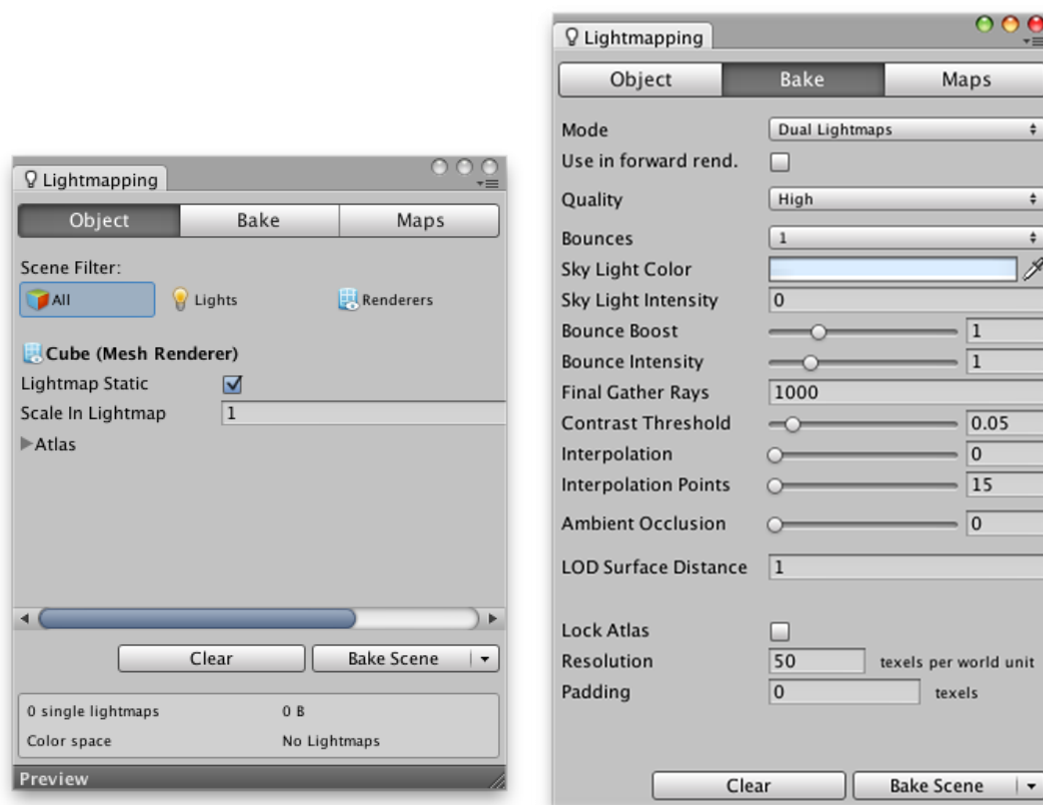 Lightmapping
Object Bake Maps
Scene Filter:
All Lights Renderers
Cube (Mesh Renderer)
Lightmap Static
Scale In Lightmap 1
Atlas
Clear Bake Scene
0 single lightmaps 0 B
Color space No Lightmaps
Preview
Lightmapping
Object Bake Maps
Mode Dual Lightmaps
Use in forward rend.
Quality High
Bounces 1
Sky Light Color
Sky Light Intensity 0
Bounce Boost 1
Bounce Intensity 1
Final Gather Rays 1000
Contrast Threshold 0.05
Interpolation 0
Interpolation Points 15
Ambient Occlusion 0
LOD Surface Distance 1
Lock Atlas
Resolution 50 texels per world unit
Padding 0 texels
Clear Bake Scene